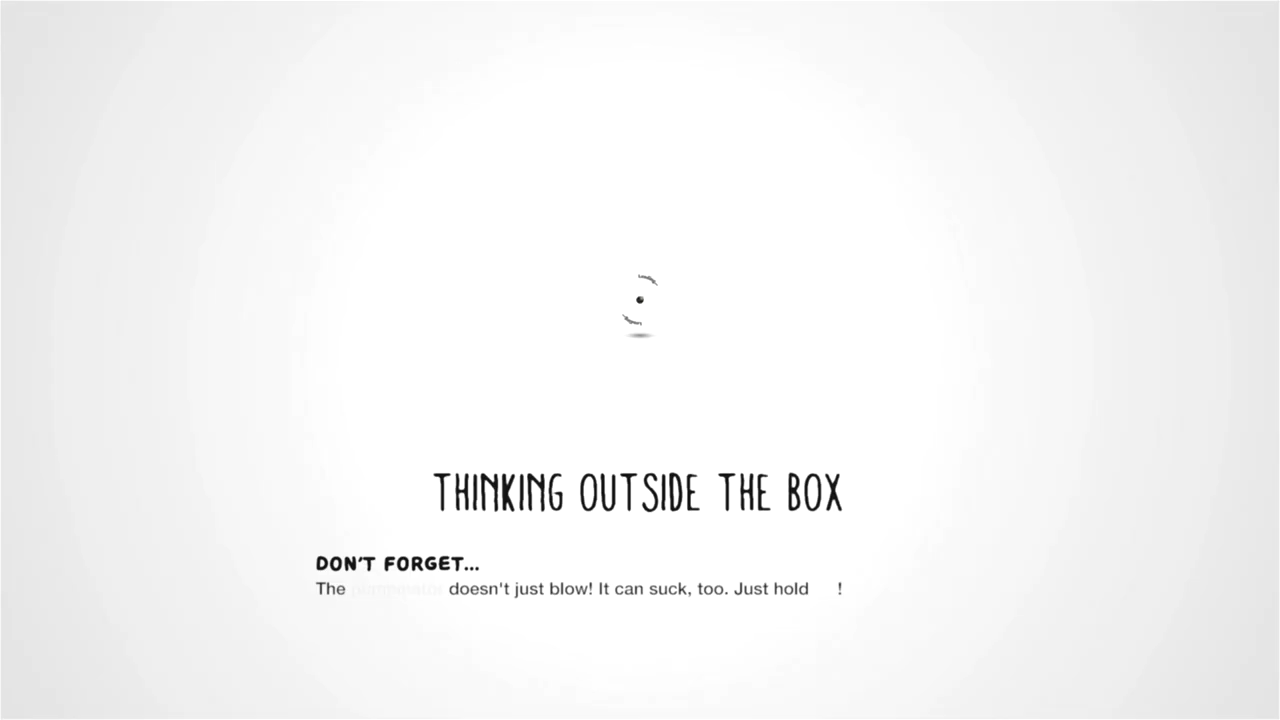 THINKING OUTSIDE THE BOX
DON'T FORGET...
The doesn't just blow! It can suck, too. Just hold !